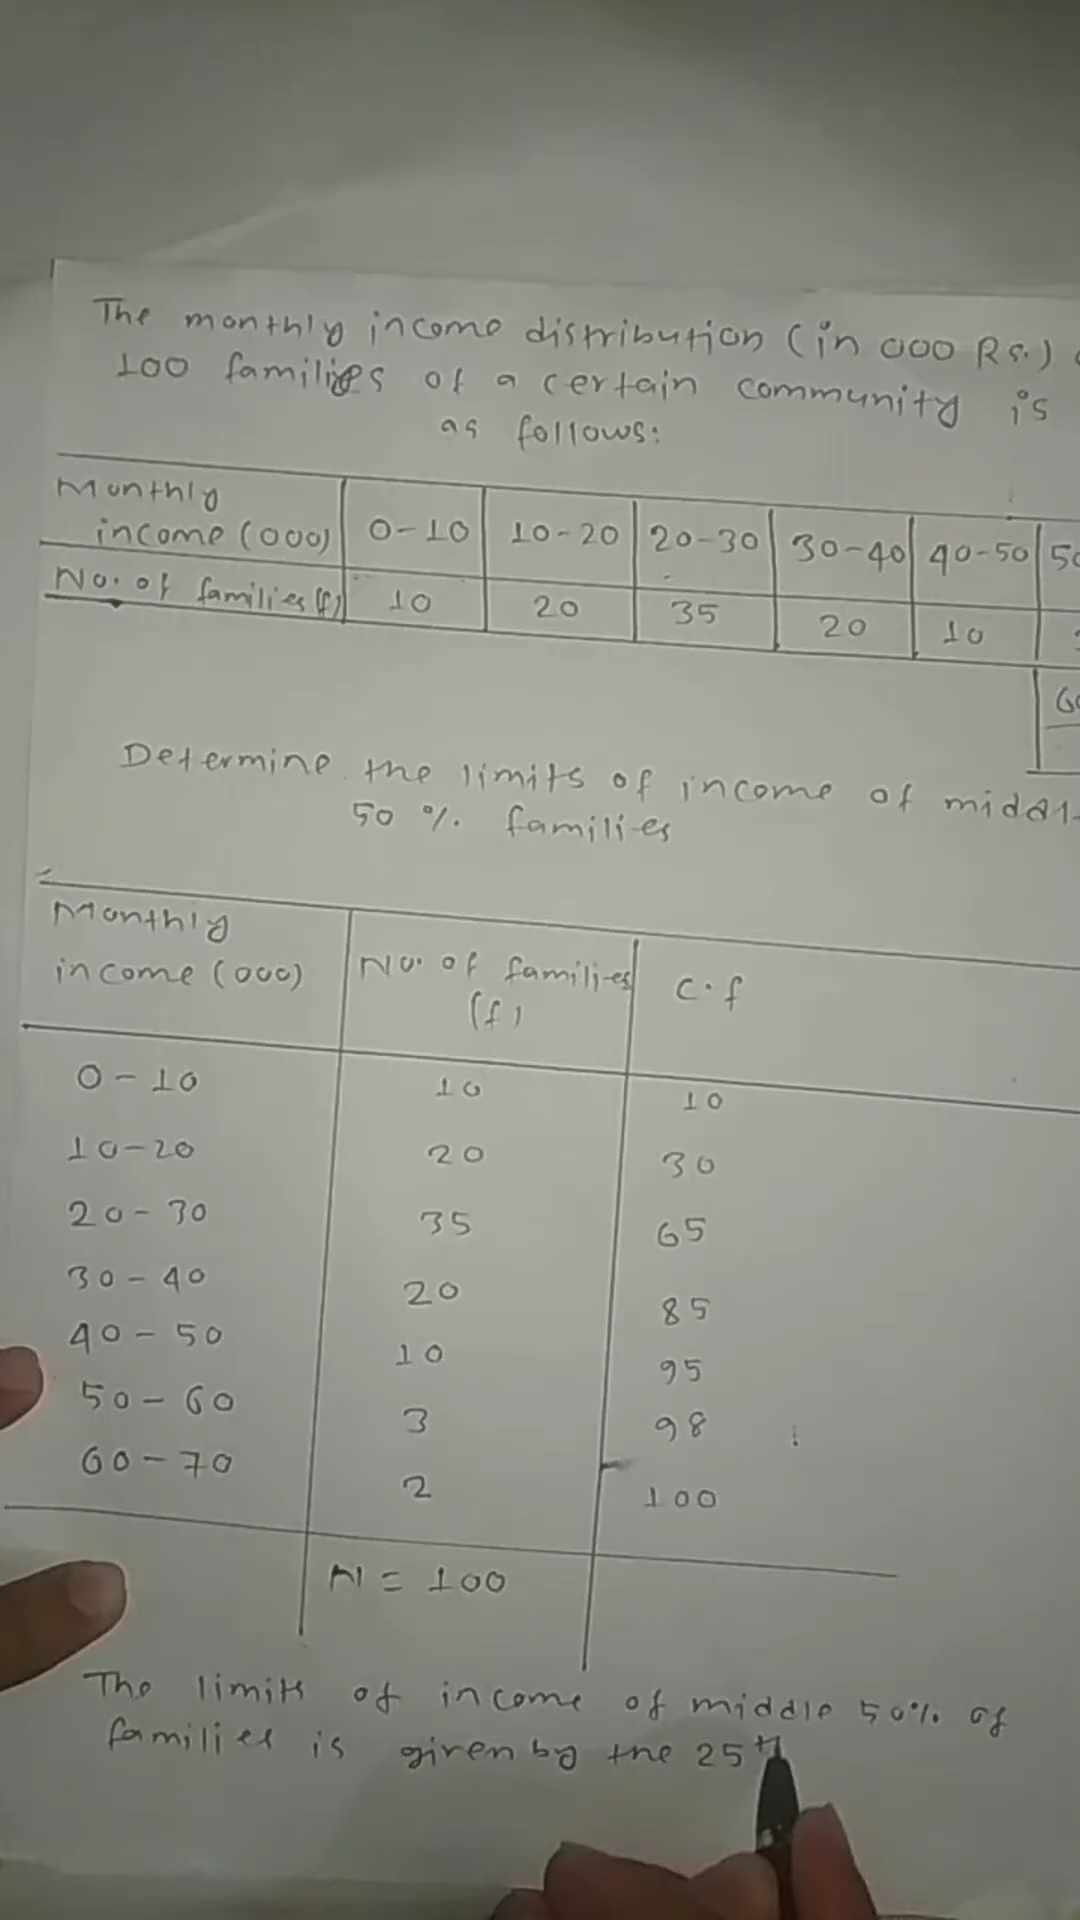 The monthly income distribution (in 000 Rs.)
100 families of a certain community is
as follows:
Monthly income (000) 0-10 10-20 20-30 30-40 40-50
No. of families (f) 10 20 35 20 10
Determine the limits of income of
50 % families
Monthly
income (000) No. of families (f) C.f
0-10 10 10
10-20 20 30
20-30 35 65
30-40 20 85
40-50 10 95
50-60 3 98
60-70 2 100
N = 100
The limits of income of middle 50% of
families is given by the 25th